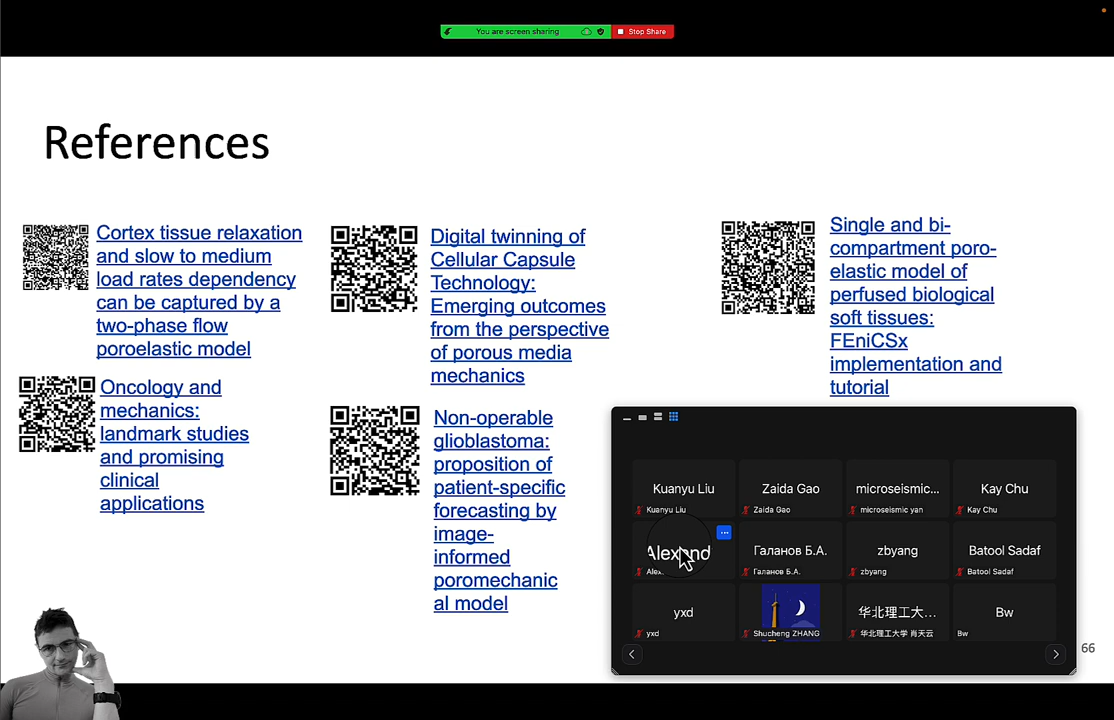 You are screen sharing
Stop Share
References
Cortex tissue relaxation
and slow to medium
load rates dependency
can be captured by a
two-phase flow
poroelastic model
Oncology and
mechanics:
landmark studies
and promising
clinical
applications
Digital twinning of
Cellular Capsule
Technology:
Emerging outcomes
from the perspective
of porous media
mechanics
Non-operable
glioblastoma:
proposition of
patient-specific
forecasting by
image-
informed
poromechanic
al model
Single and bi-
compartment poro-
elastic model of
perfused biological
soft tissues:
FEniCSx
implementation and
tutorial
Kuanyu Liu
Kuanyu Liu
Zaida Gao
Zaida Gao
microseismic...
microseismic yan
Kay Chu
Kay Chu
Alexand
Alex
Галанов Б.А.
Галанов Б.А.
zbyang
zbyang
Batool Sadaf
Batool Sadaf
yxd
yxd
Shucheng ZHANG
华北理工大...
华北理工大学 肖天云
Bw
Bw
66